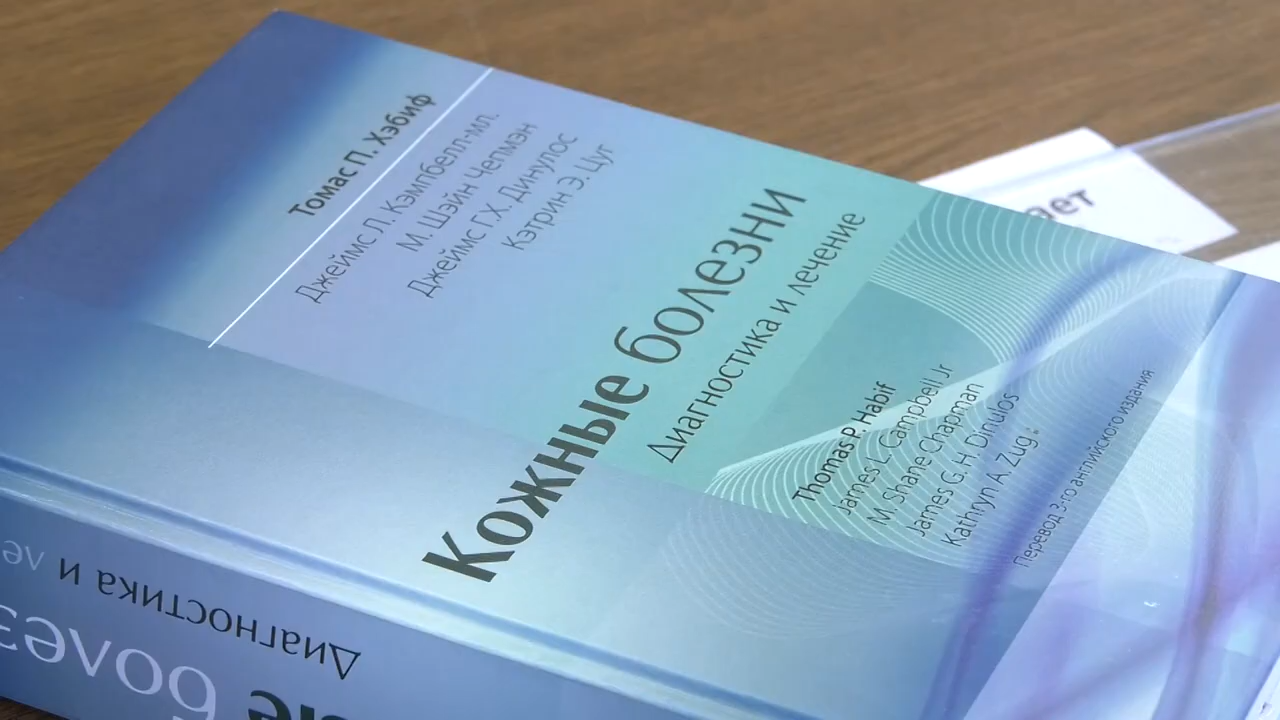 Томас П. Хэбиф
Джеймс Л. Кэмпбелл-мл.
М. Шэйн Чепмэн
Джеймс Г.Х. Динулос
Кэтрин Э. Цуг
Кожные болезни
Диагностика и лечение
Thomas P. Habif
James L. Campbell Jr
M. Shane Chapman
James G. H. Dinulos
Kathryn A. Zug
Перевод 3-го английского издания
Диагностика и